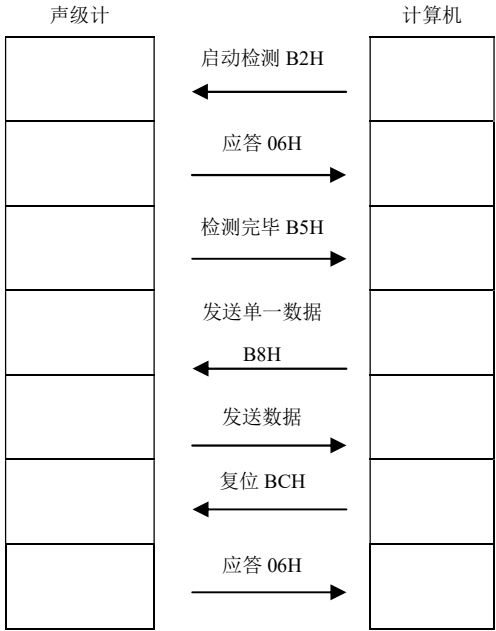 声级计
计算机
启动检测 B2H
应答 06H
检测完毕 B5H
发送单一数据
B8H
发送数据
复位 BCH
应答 06H